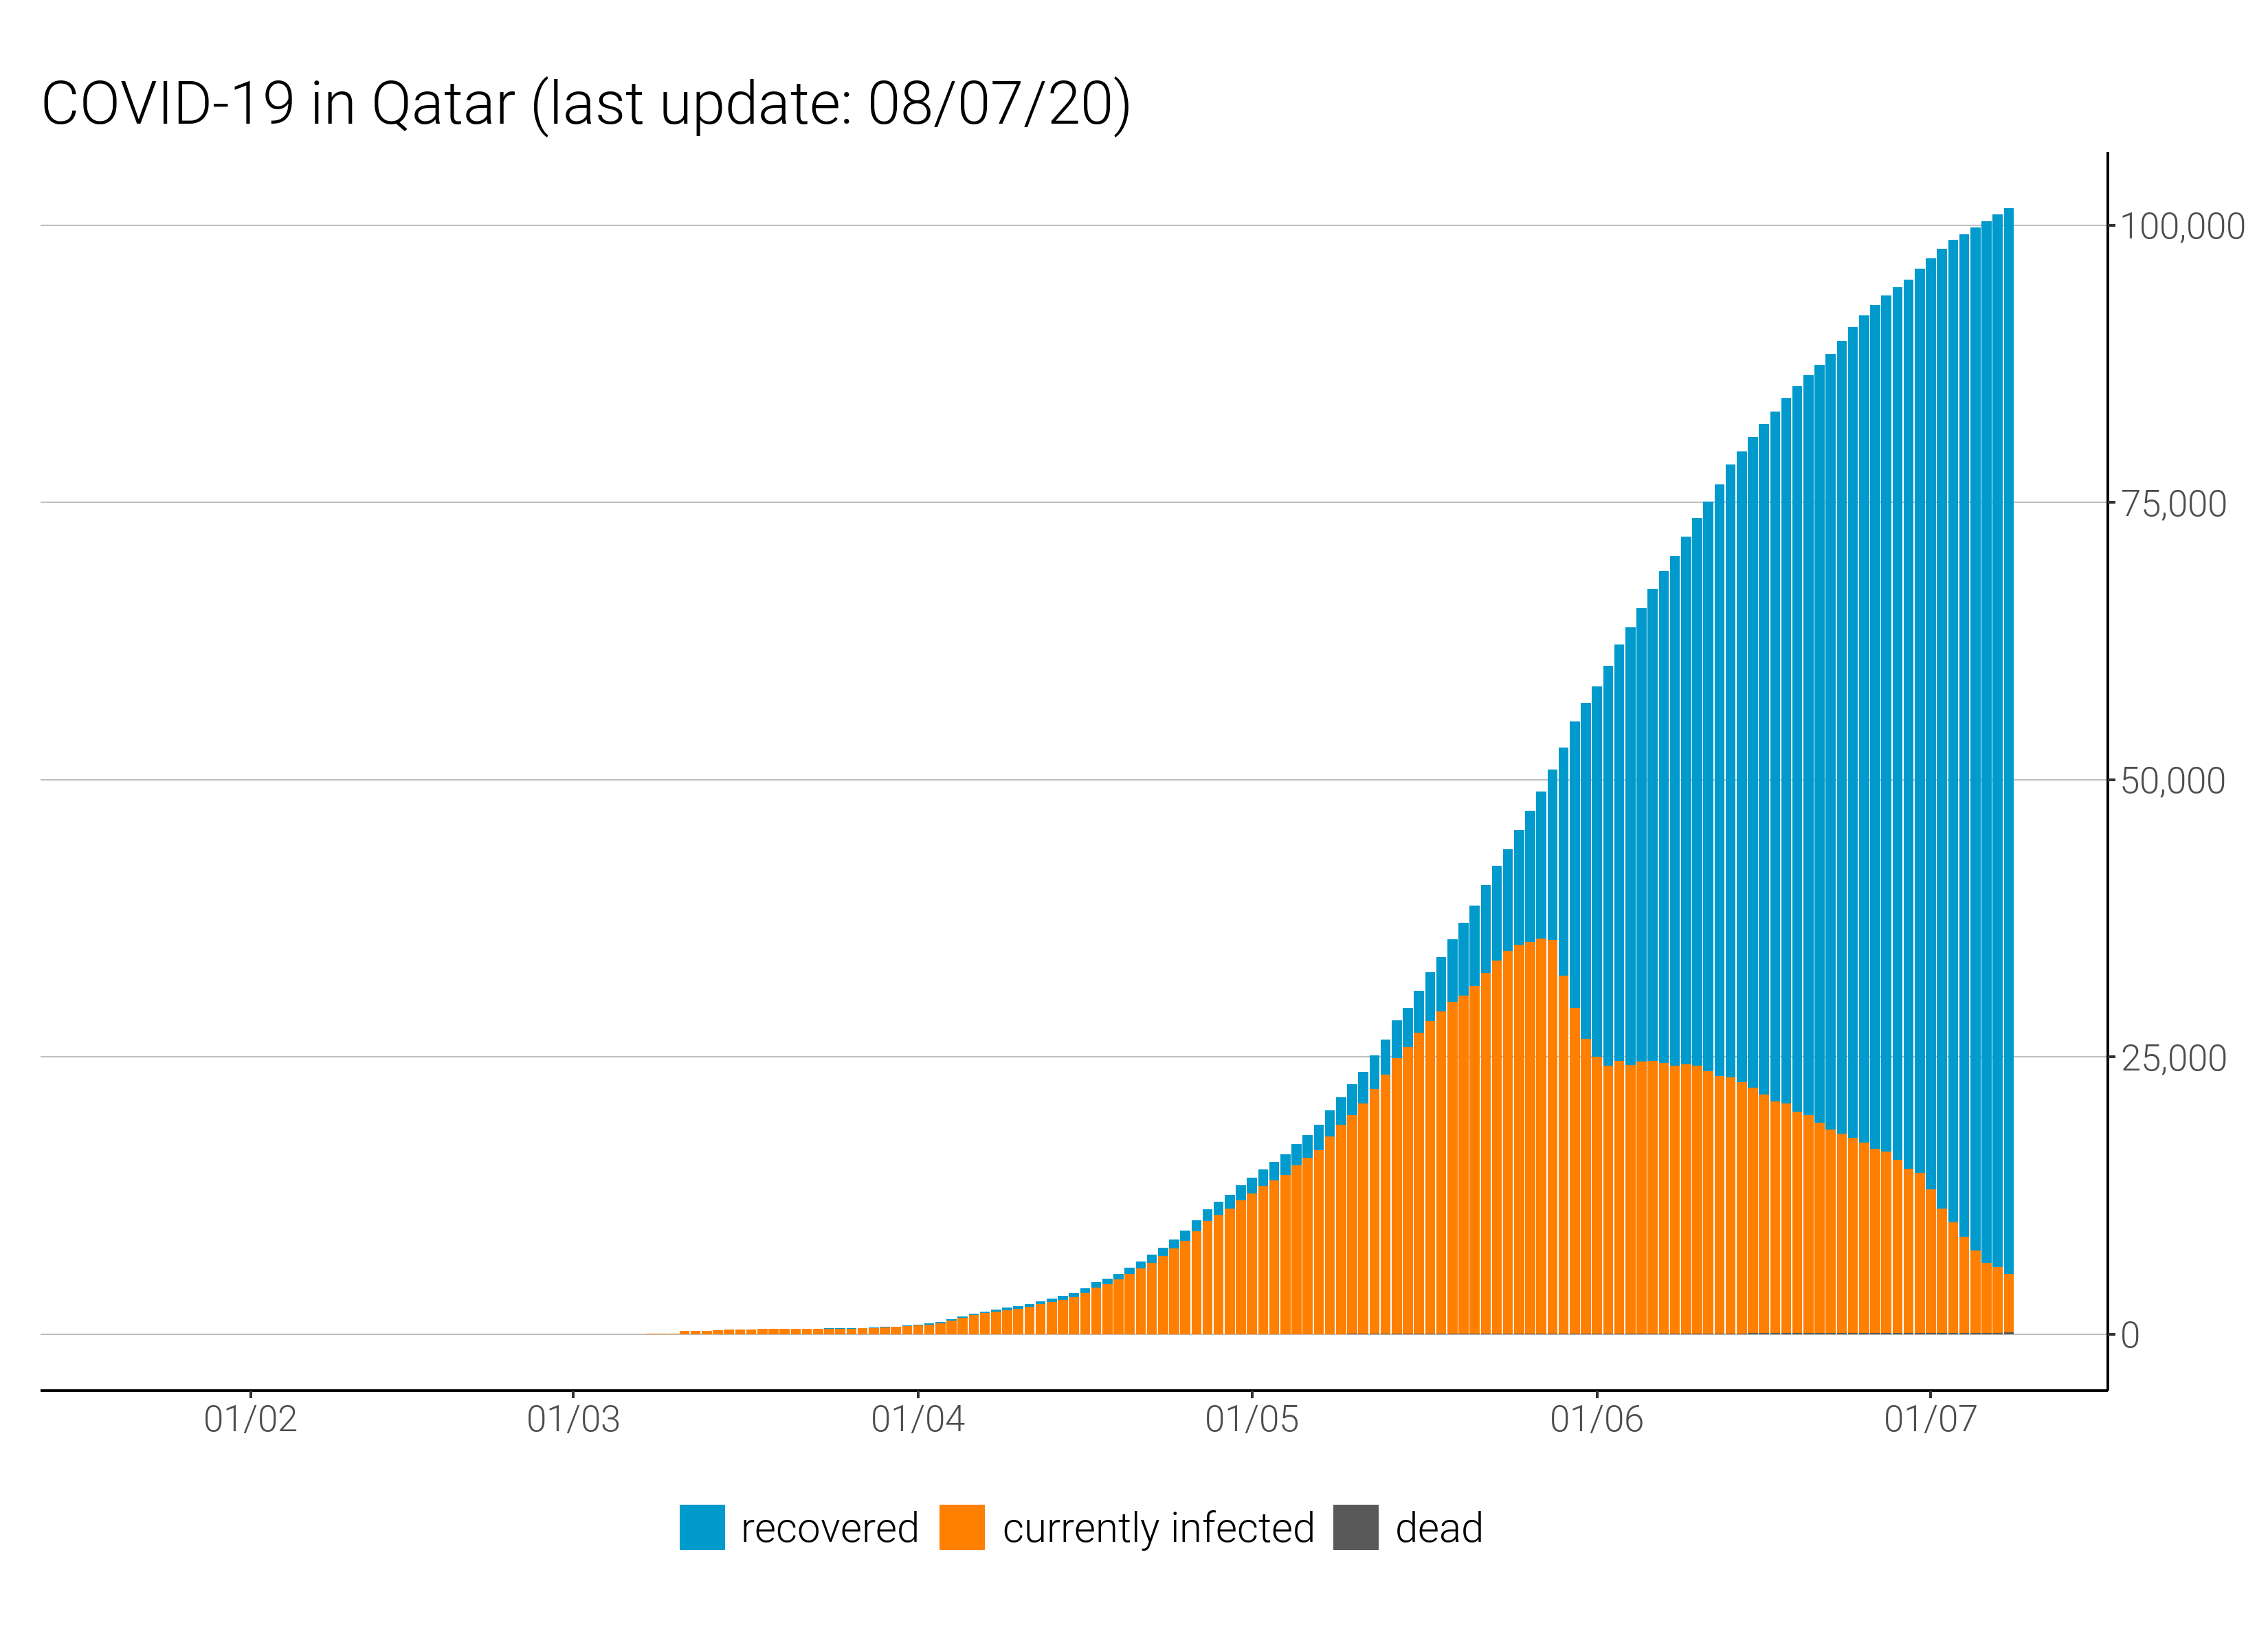 COVID-19 in Qatar (last update: 08/07/20)
100,000
75,000
50,000
25,000
0
01/02 01/03 01/04 01/05 01/06 01/07
recovered currently infected dead